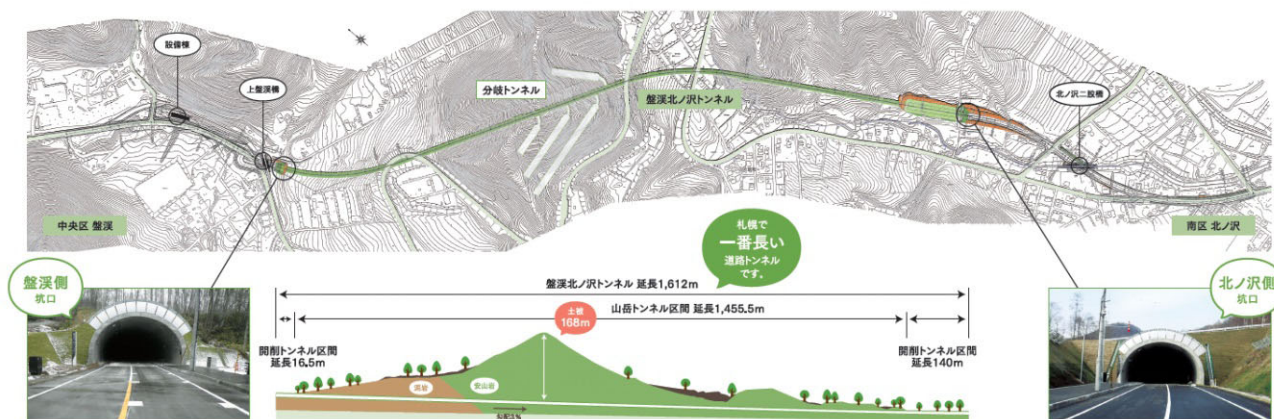 設備棟
上盤渓橋
分岐トンネル
盤渓北ノ沢トンネル
北ノ沢二股橋
中央区 盤渓
南区 北ノ沢
札幌で
一番長い
道路トンネル
です。
盤渓側
坑口
北ノ沢側
坑口
盤渓北ノ沢トンネル 延長1,612m
山岳トンネル区間 延長1,455.5m
土被
168m
開削トンネル区間
延長16.5m
開削トンネル区間
延長140m
泥岩
安山岩